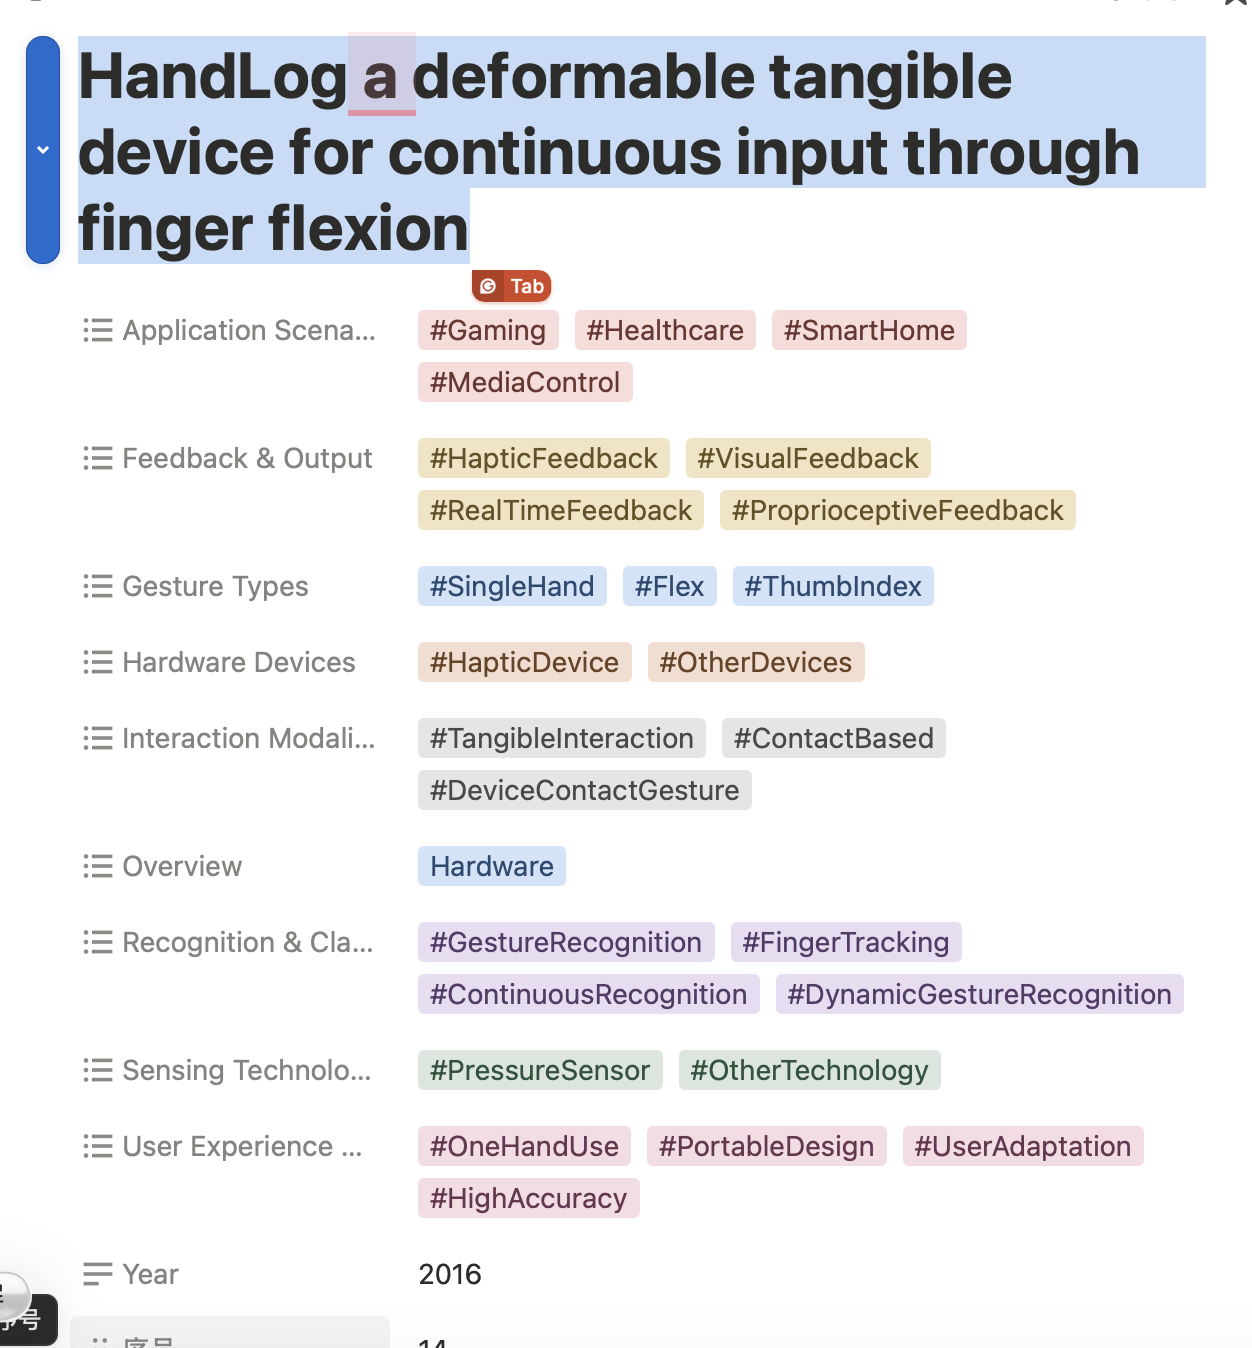 HandLog a deformable tangible
device for continuous input through
finger flexion
Tab
Application Scena... #Gaming #Healthcare #SmartHome
#MediaControl
Feedback & Output #HapticFeedback #VisualFeedback
#RealTimeFeedback #ProprioceptiveFeedback
Gesture Types #SingleHand #Flex #ThumbIndex
Hardware Devices #HapticDevice #OtherDevices
Interaction Modali... #TangibleInteraction #ContactBased
#DeviceContactGesture
Overview Hardware
Recognition & Cla... #GestureRecognition #FingerTracking
#ContinuousRecognition #DynamicGestureRecognition
Sensing Technolo... #PressureSensor #OtherTechnology
User Experience ... #OneHandUse #PortableDesign #UserAdaptation
#HighAccuracy
Year 2016
序号 14